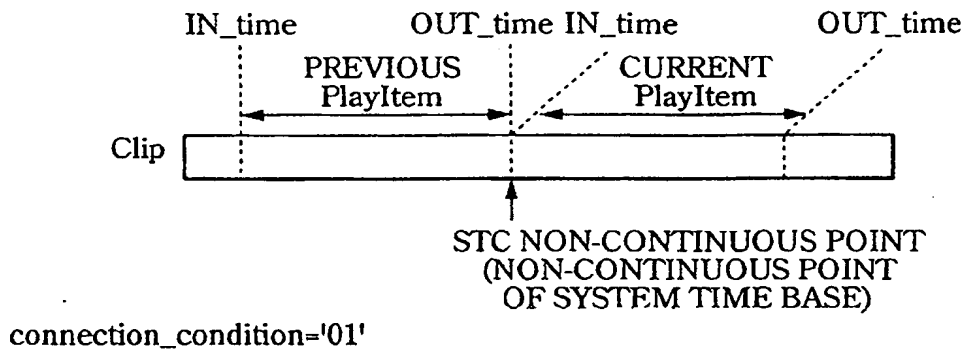 IN_time OUT_time IN_time OUT_time
PREVIOUS CURRENT
PlayItem PlayItem
Clip
STC NON-CONTINUOUS POINT
(NON-CONTINUOUS POINT
OF SYSTEM TIME BASE)
connection_condition='01'